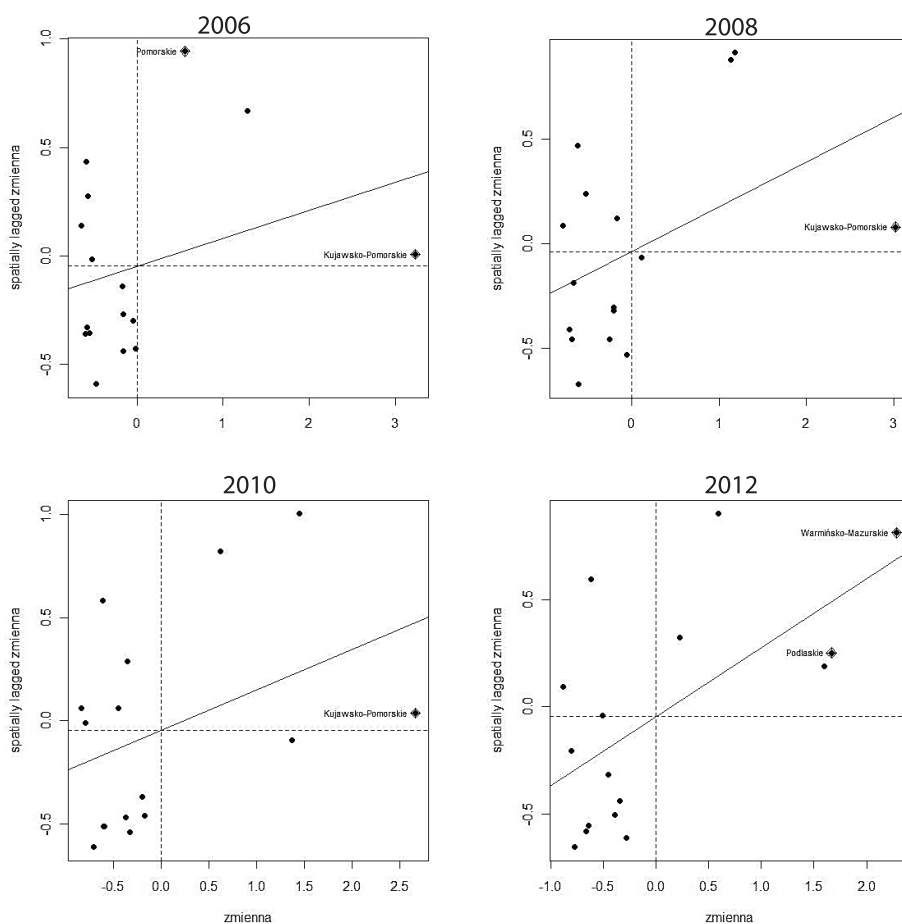 2006
spatially lagged zmienna
1.0
0.5
0.0
-0.5
Pomorskie
Kujawsko-Pomorskie
0 1 2 3
2008
spatially lagged zmienna
0.5
0.0
-0.5
Kujawsko-Pomorskie
0 1 2 3
2010
spatially lagged zmienna
1.0
0.5
0.0
-0.5
Kujawsko-Pomorskie
-0.5 0.0 0.5 1.0 1.5 2.0 2.5
zmienna
2012
spatially lagged zmienna
0.5
0.0
-0.5
Warmińsko-Mazurskie
Podlaskie
-1.0 -0.5 0.0 0.5 1.0 1.5 2.0
zmienna